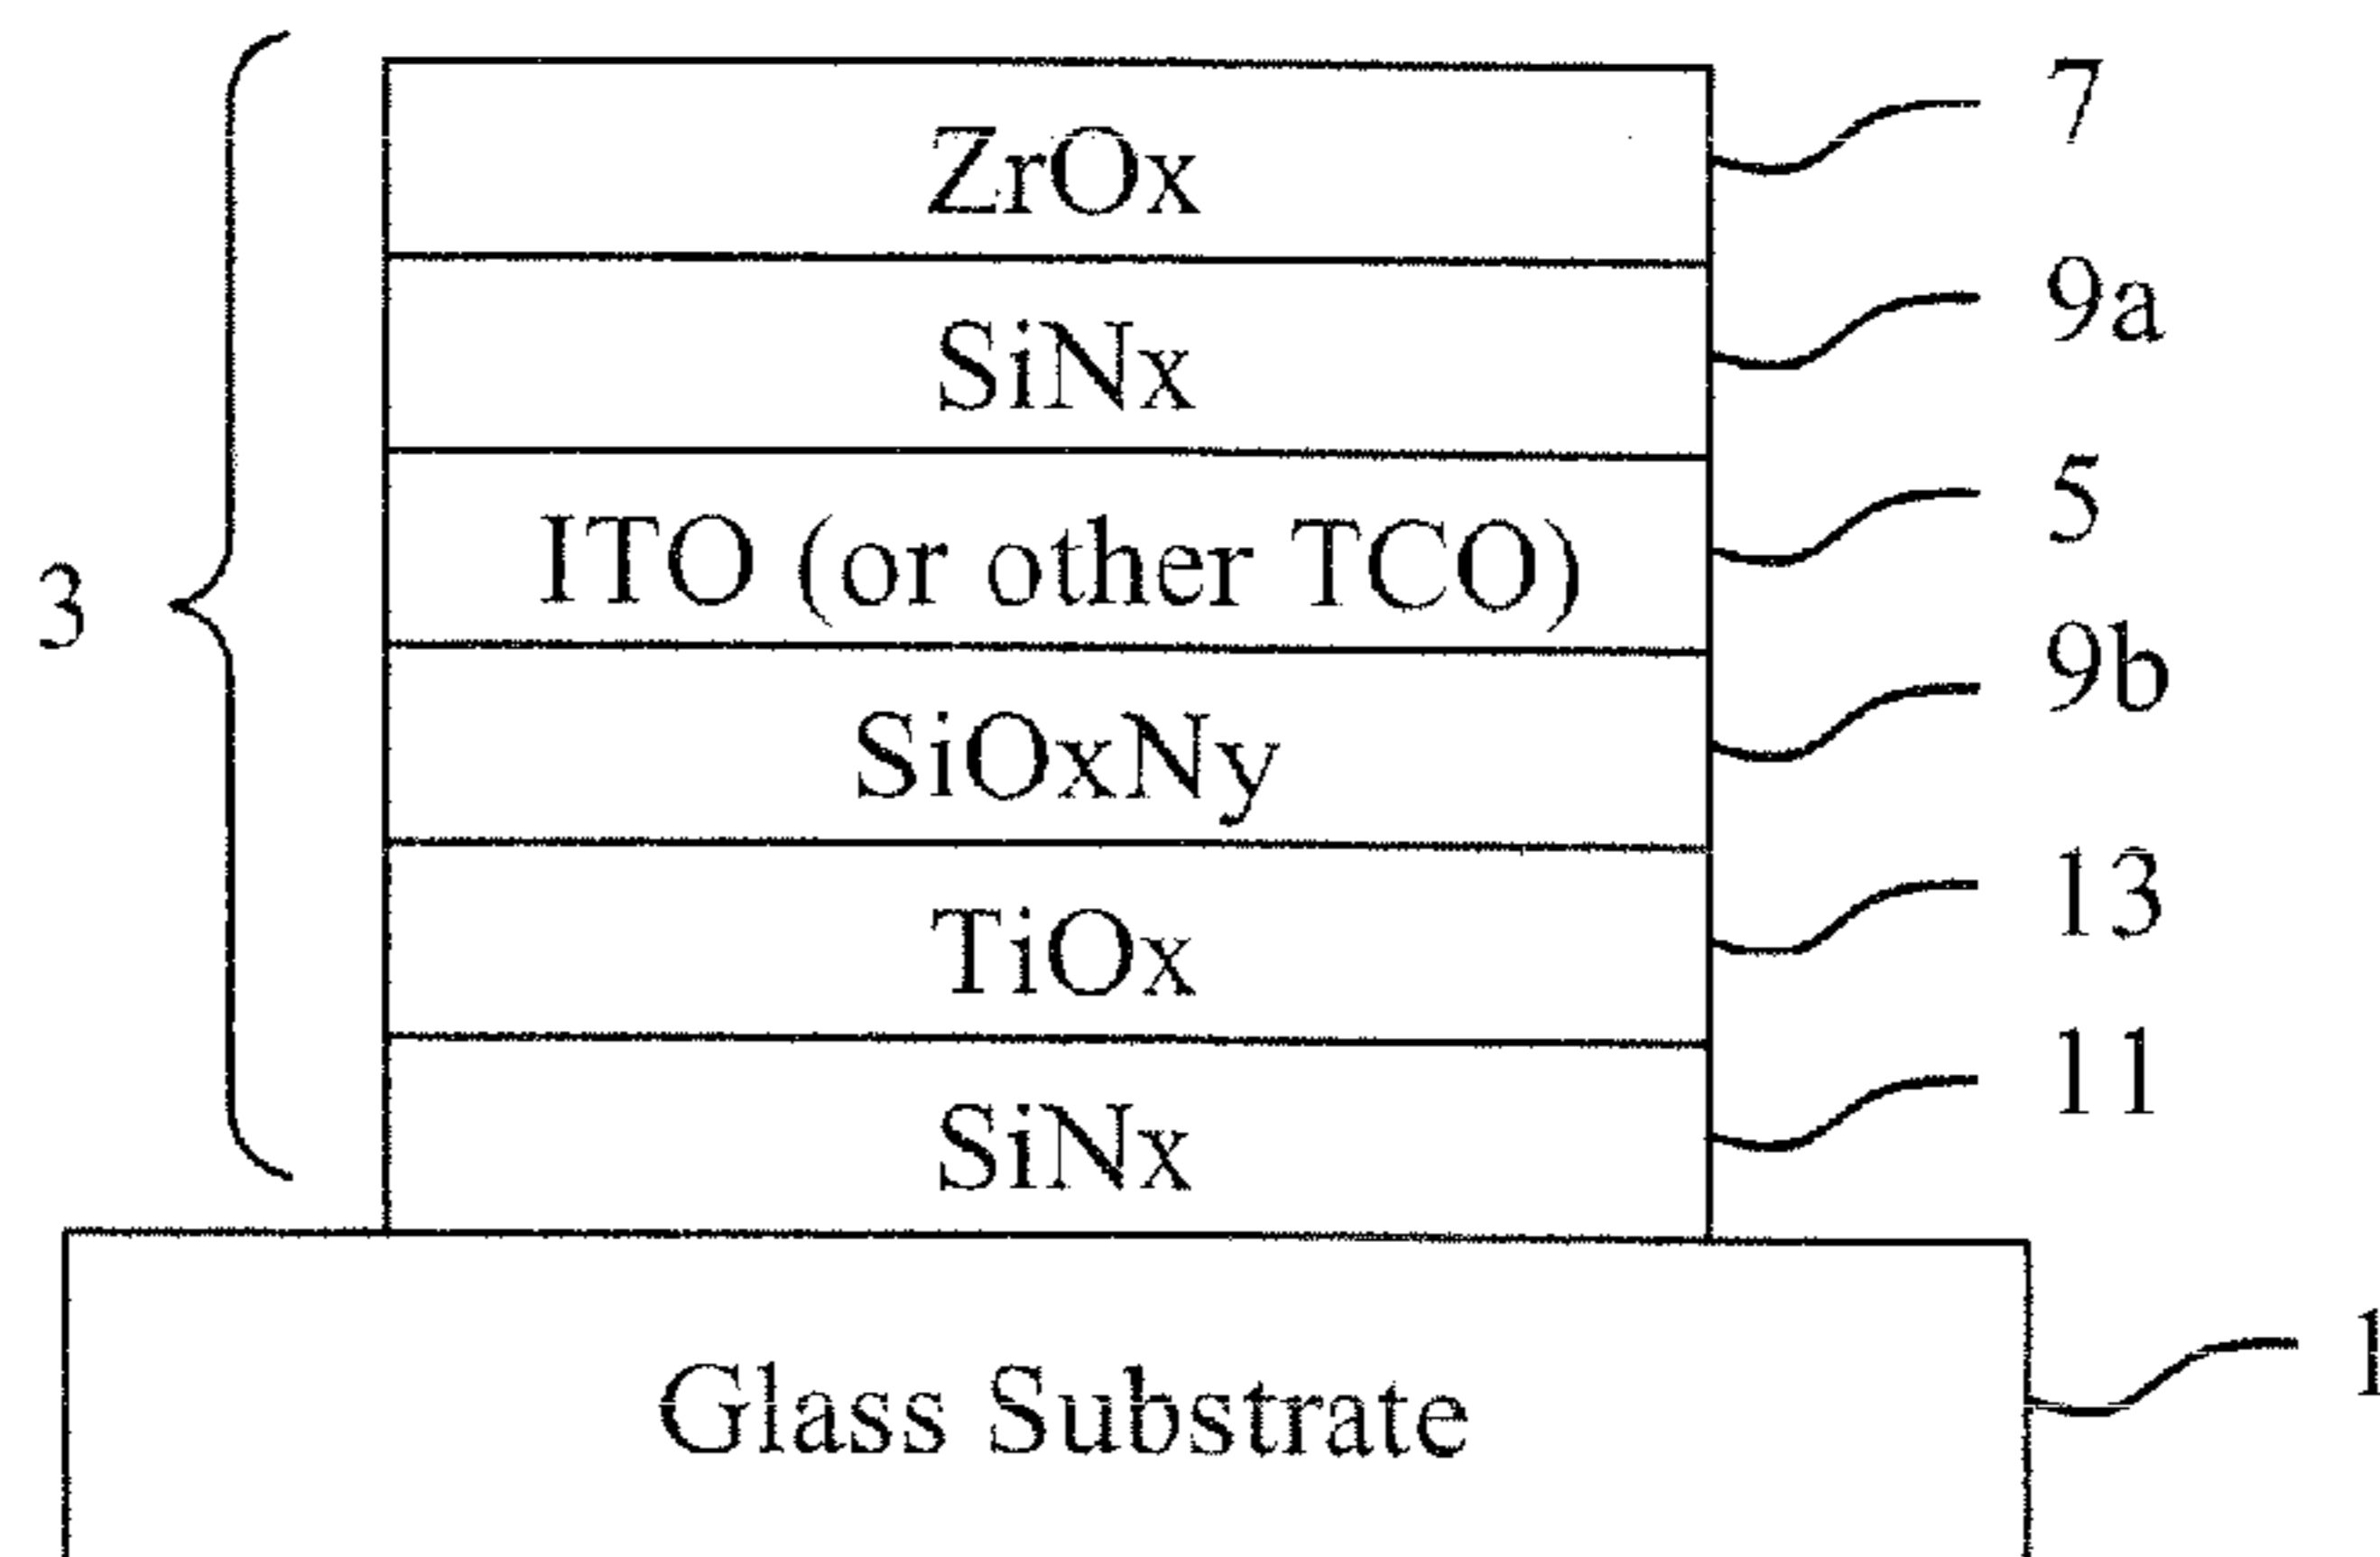 ZrOx 7
SiNx 9a
ITO (or other TCO) 5
3
SiOxNy 9b
TiOx 13
SiNx 11
Glass Substrate 1